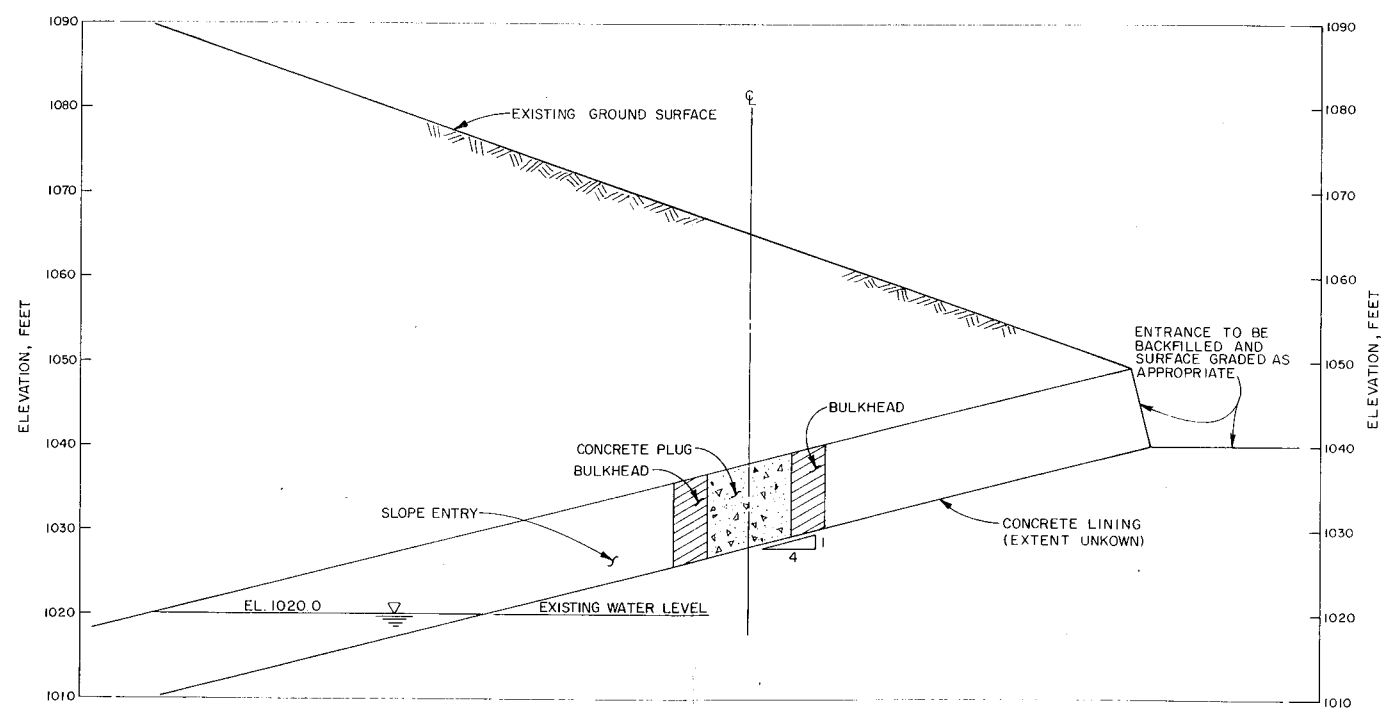 1090
1080
1070
1060
1050
1040
1030
1020
1010
ELEVATION, FEET
EXISTING GROUND SURFACE
℄
CONCRETE PLUG
BULKHEAD
BULKHEAD
SLOPE ENTRY
EL. 1020.0
EXISTING WATER LEVEL
4
1
CONCRETE LINING
(EXTENT UNKOWN)
ENTRANCE TO BE
BACKFILLED AND
SURFACE GRADED AS
APPROPRIATE
1090
1080
1070
1060
1050
1040
1030
1020
1010
ELEVATION, FEET